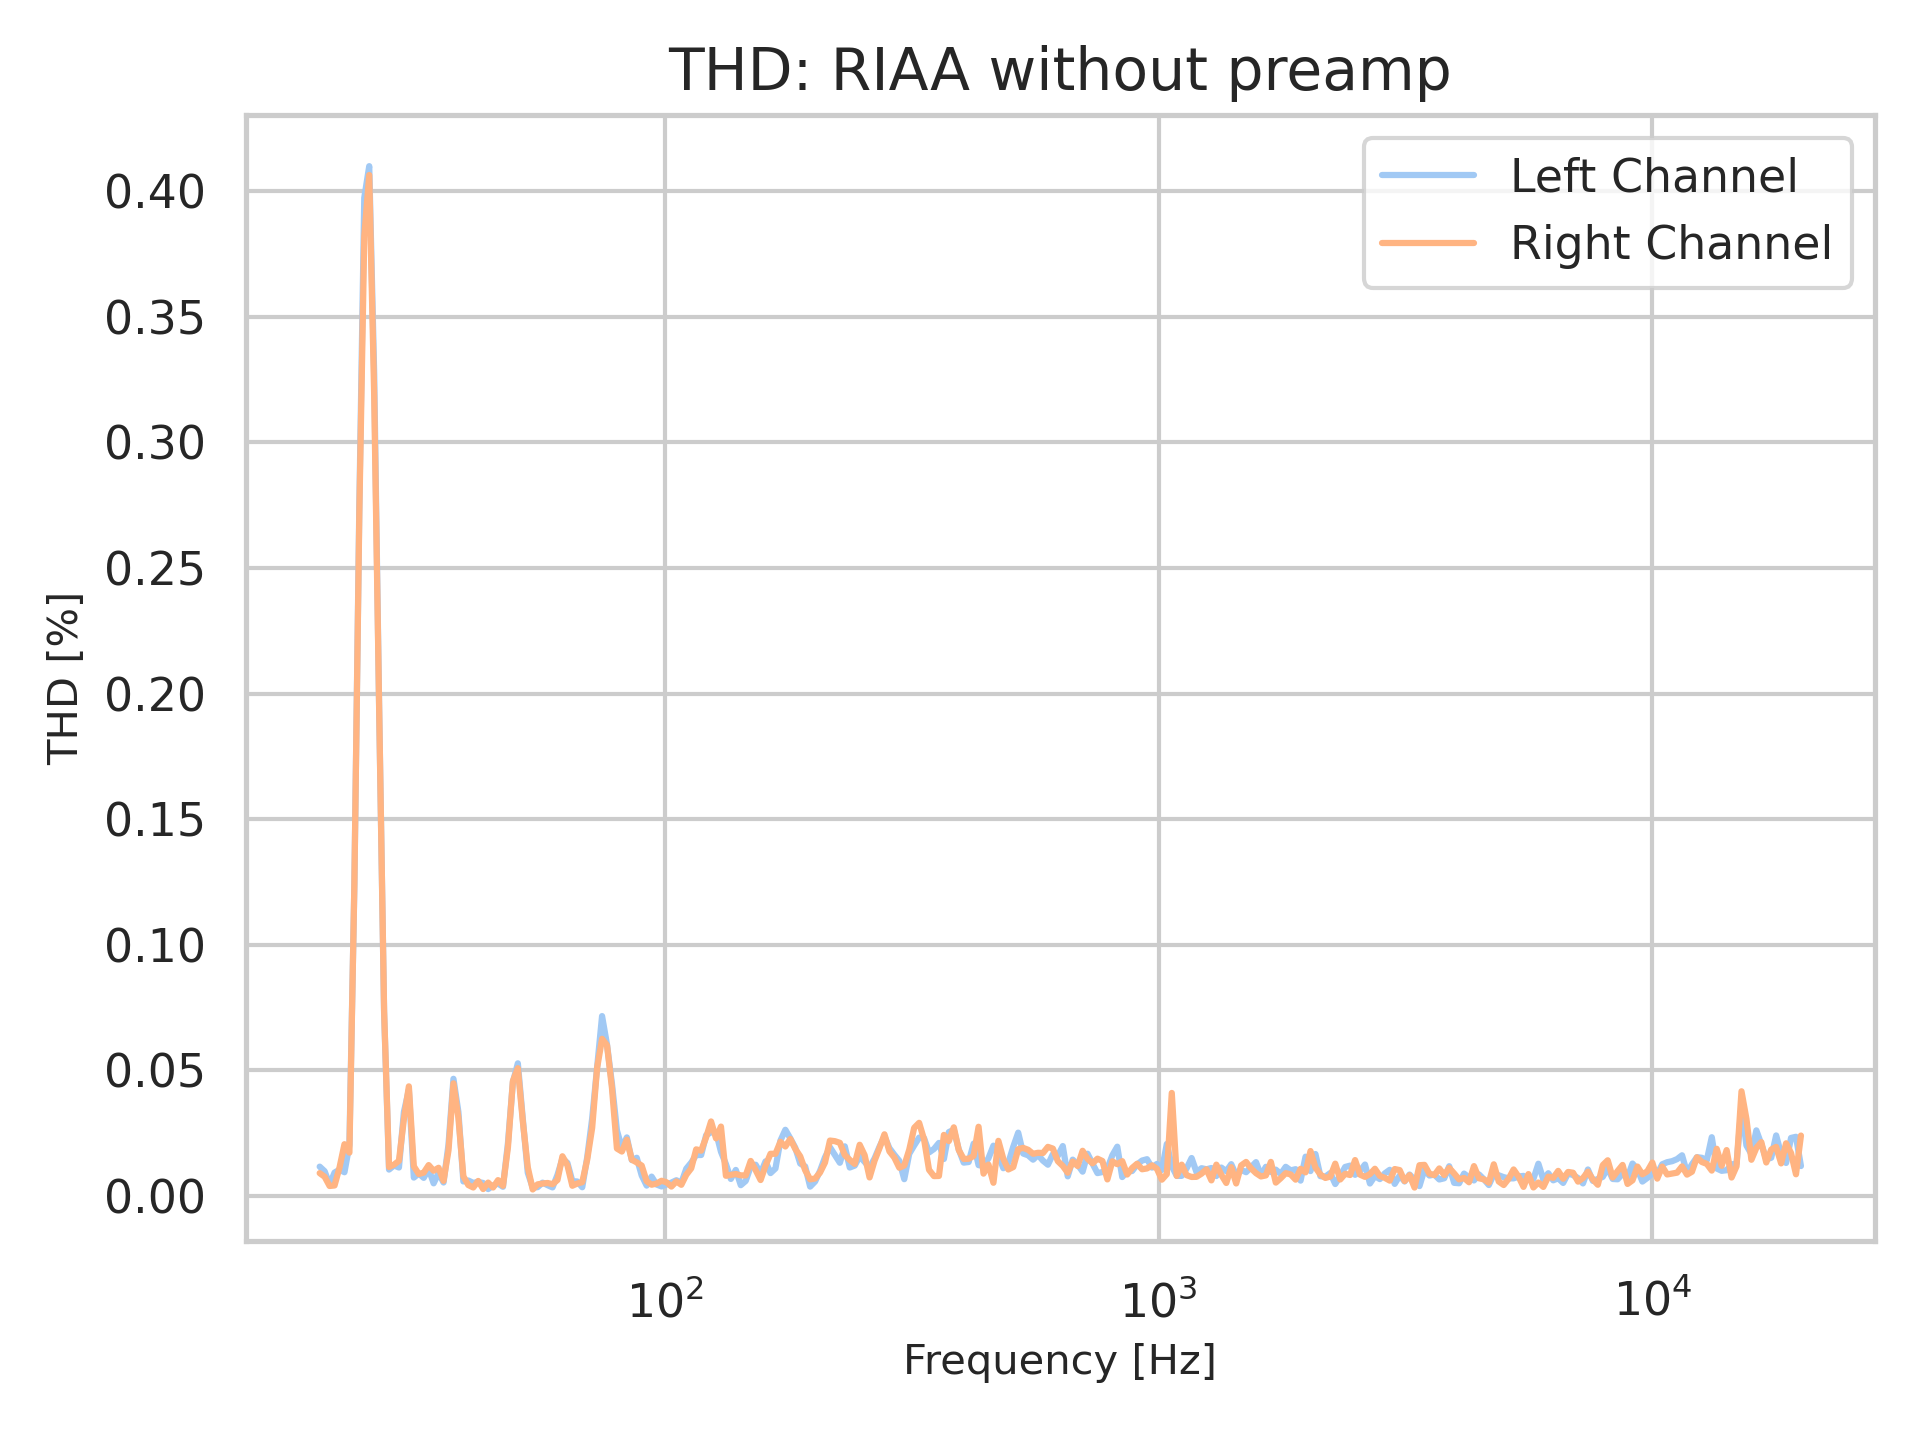 THD: RIAA without preamp
Left Channel
Right Channel
0.40
0.35
0.30
0.25
0.20
0.15
0.10
0.05
0.00
THD [%]
10² 10³ 10⁴
Frequency [Hz]